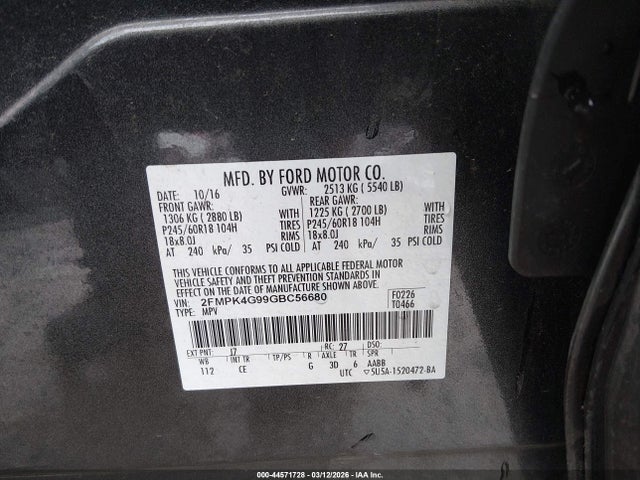 MFD. BY FORD MOTOR CO.
DATE: 10/16 GVWR: 2513 KG ( 5540 LB)
FRONT GAWR: REAR GAWR:
1306 KG ( 2880 LB) WITH 1225 KG ( 2700 LB) WITH
P245/60R18 104H TIRES P245/60R18 104H TIRES
18x8.0J RIMS 18x8.0J RIMS
AT 240 kPa/ 35 PSI COLD AT 240 kPa/ 35 PSI COLD
THIS VEHICLE CONFORMS TO ALL APPLICABLE FEDERAL MOTOR
VEHICLE SAFETY AND THEFT PREVENTION STANDARDS IN
EFFECT ON THE DATE OF MANUFACTURE SHOWN ABOVE.
VIN: 2FMPK4G99GBC56680 F0226
TYPE: MPV T0466
EXT PNT: J7 RC: 27 DSO:
WB INT TR TP/PS R AXLE TR SPR
112 CE G 3D 6 AABB
UTC ▽5U5A-1520472-BA
000-44571728 - 03/12/2026 - IAA Inc.